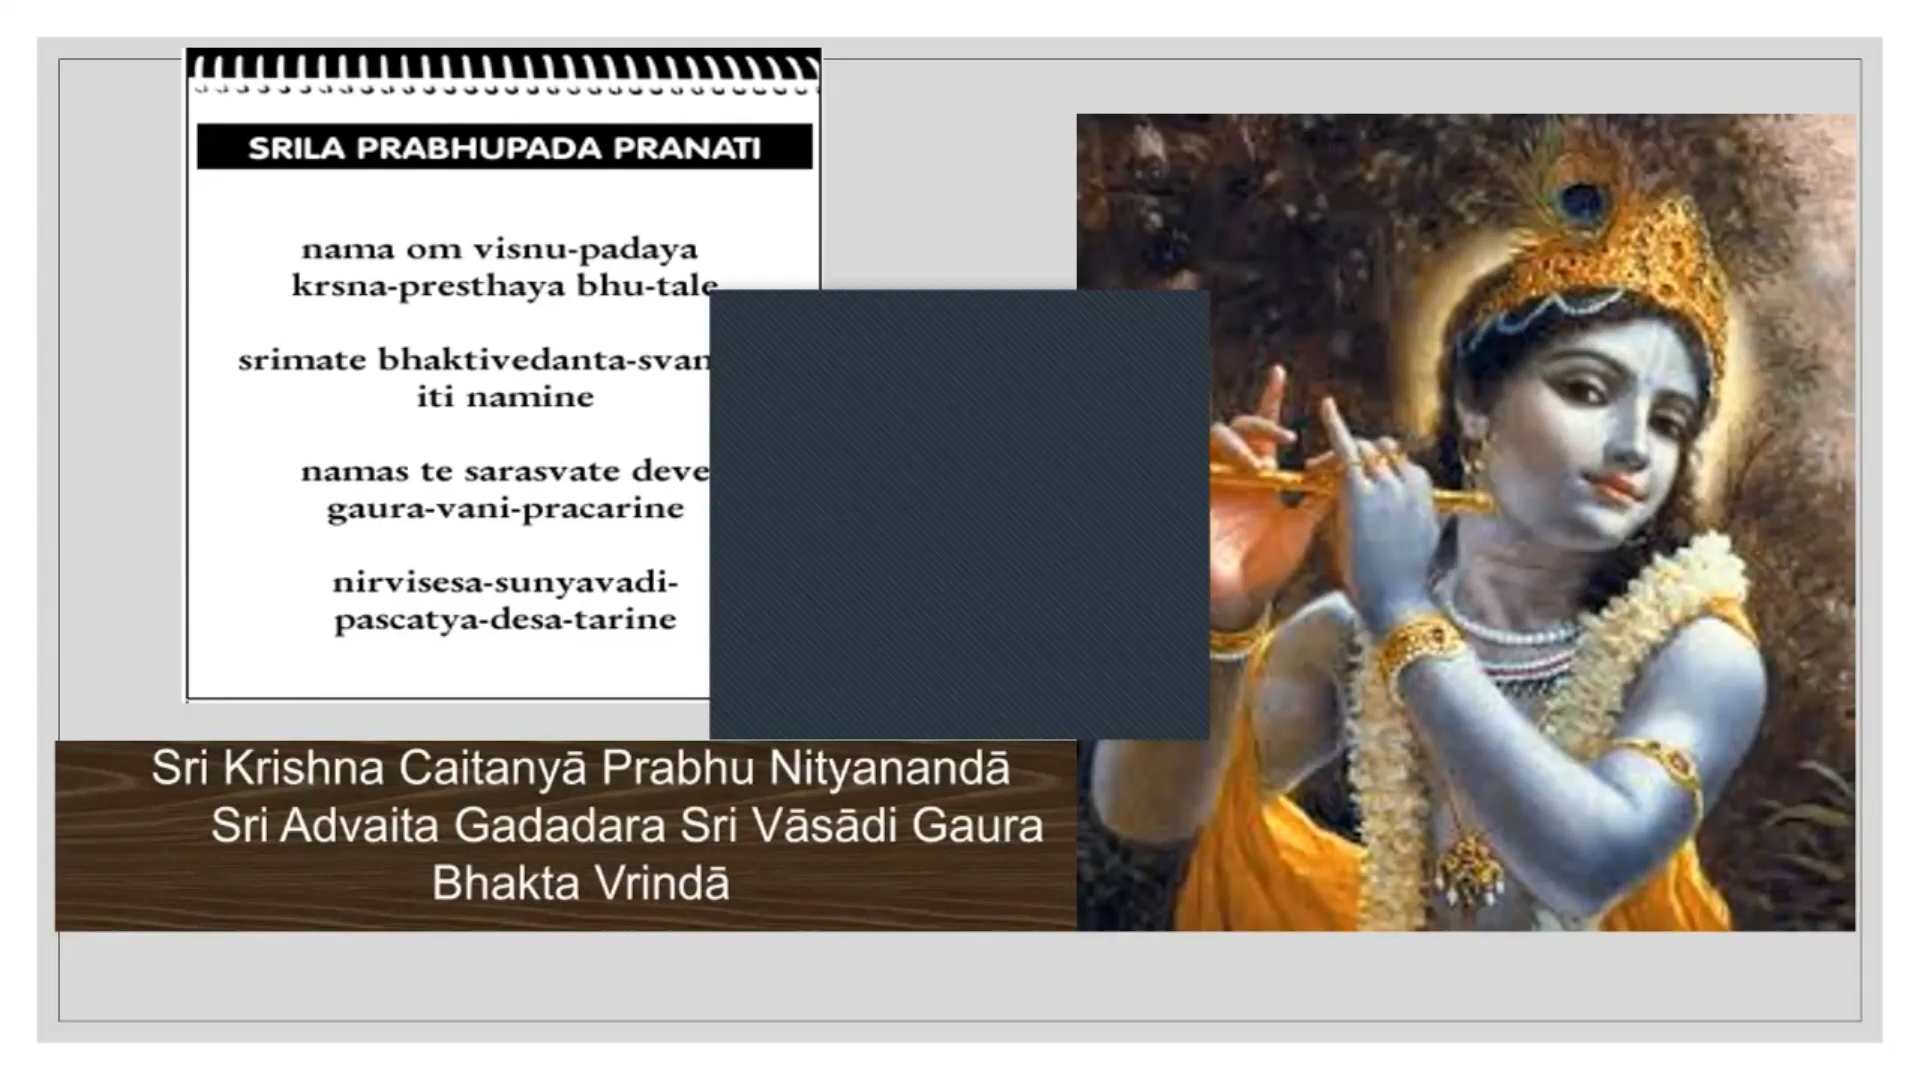 SRILA PRABHUPADA PRANATI
nama om visnu-padaya
krsna-presthaya bhu-tale
srimate bhaktivedanta-
iti namine
namas te sarasvate deve
gaura-vani-pracarine
nirvisesa-sunyavadi-
pascatya-desa-tarine
Sri Krishna Caitanyā Prabhu Nityanandā
Sri Advaita Gadadara Sri Vāsādi Gaura
Bhakta Vrindā